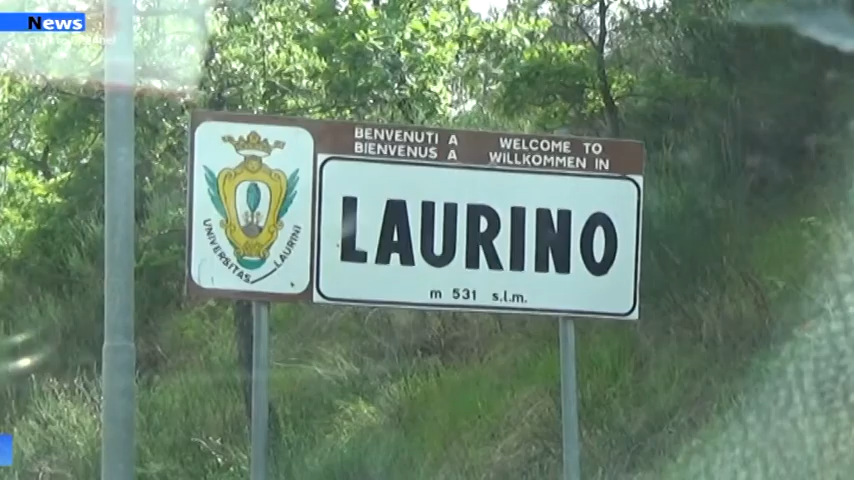 News
BENVENUTI A
BIENVENUS A
WELCOME TO
WILLKOMMEN IN
LAURINO
m 531 s.l.m.
UNIVERSITAS LAURINI